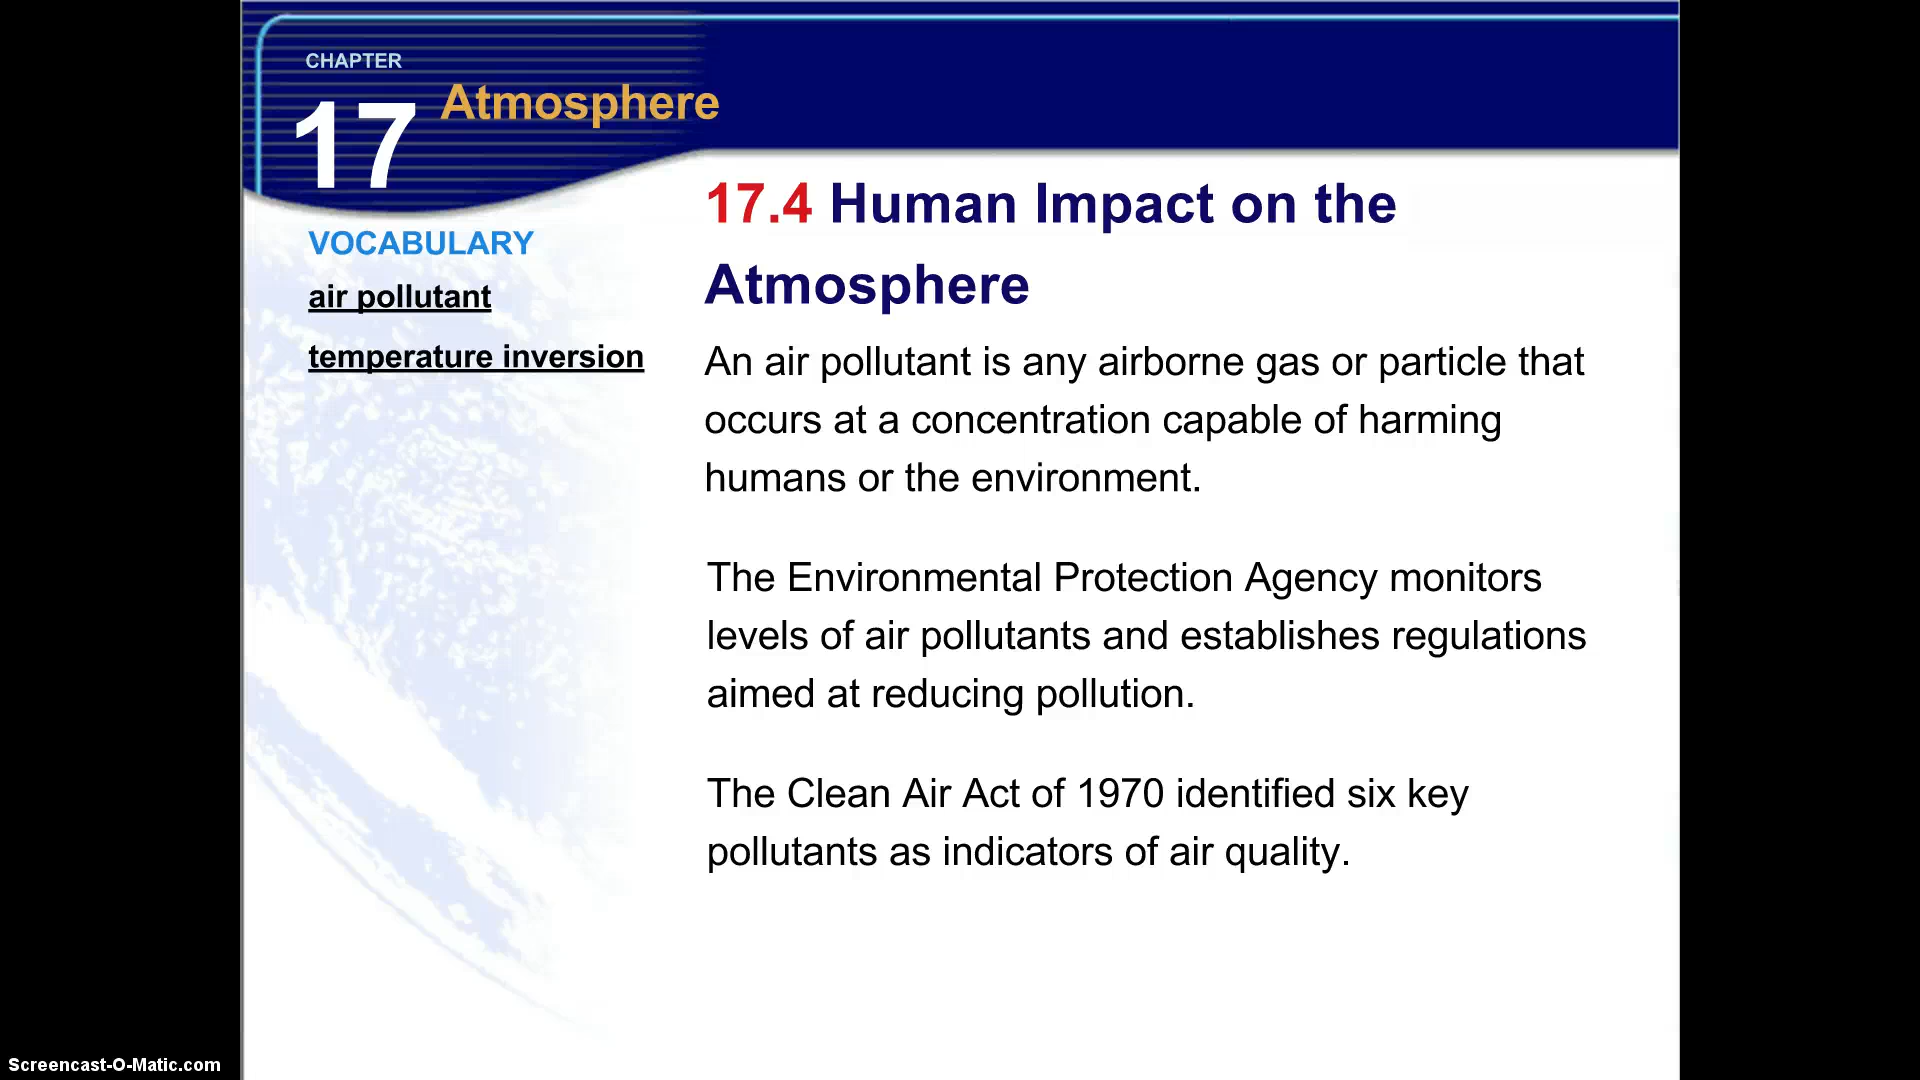 CHAPTER
17
Atmosphere
VOCABULARY
air pollutant
temperature inversion
17.4 Human Impact on the
Atmosphere
An air pollutant is any airborne gas or particle that
occurs at a concentration capable of harming
humans or the environment.
The Environmental Protection Agency monitors
levels of air pollutants and establishes regulations
aimed at reducing pollution.
The Clean Air Act of 1970 identified six key
pollutants as indicators of air quality.
Screencast-O-Matic.com